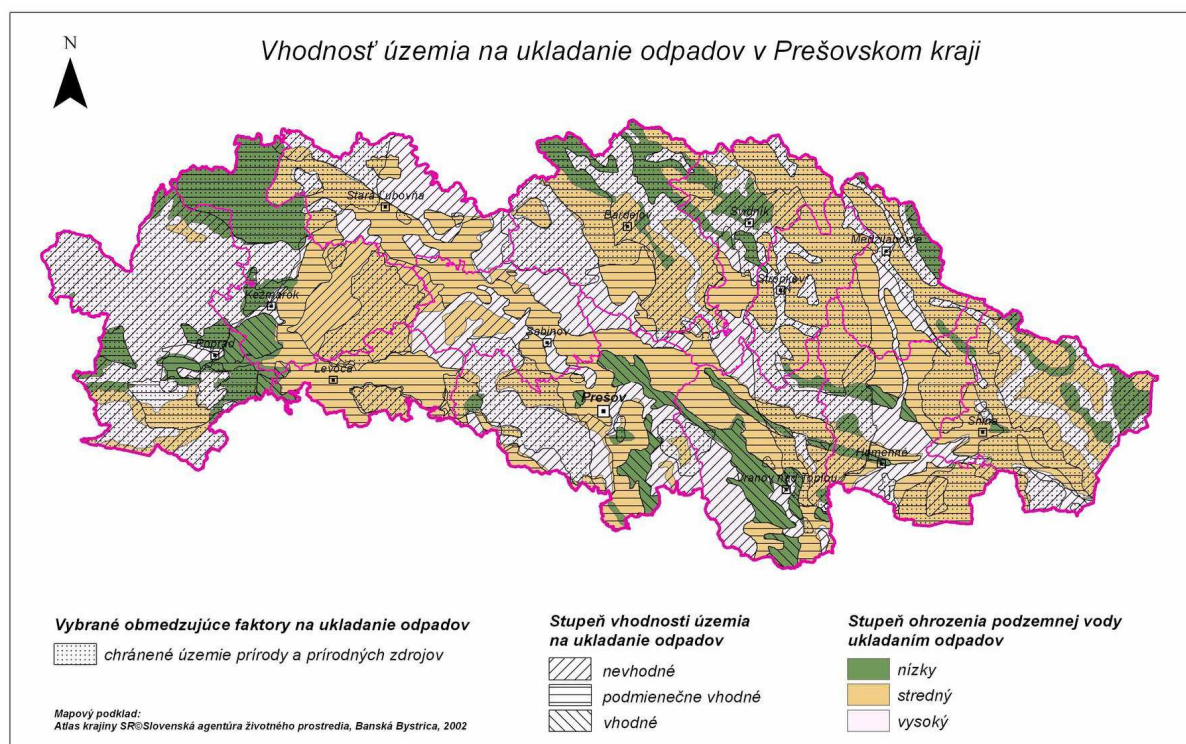 N
Vhodnosť územia na ukladanie odpadov v Prešovskom kraji
Stará Ľubovňa
Bardejov
Svidník
Medzilaborce
Kežmarok
Stropkov
Poprad
Sabinov
Levoča
Prešov
Snina
Humenné
Vranov nad Topľou
Vybrané obmedzujúce faktory na ukladanie odpadov
chránené územie prírody a prírodných zdrojov
Mapový podklad:
Atlas krajiny SR©Slovenská agentúra životného prostredia, Banská Bystrica, 2002
Stupeň vhodnosti územia
na ukladanie odpadov
nevhodné
podmienečne vhodné
vhodné
Stupeň ohrozenia podzemnej vody
ukladaním odpadov
nízky
stredný
vysoký